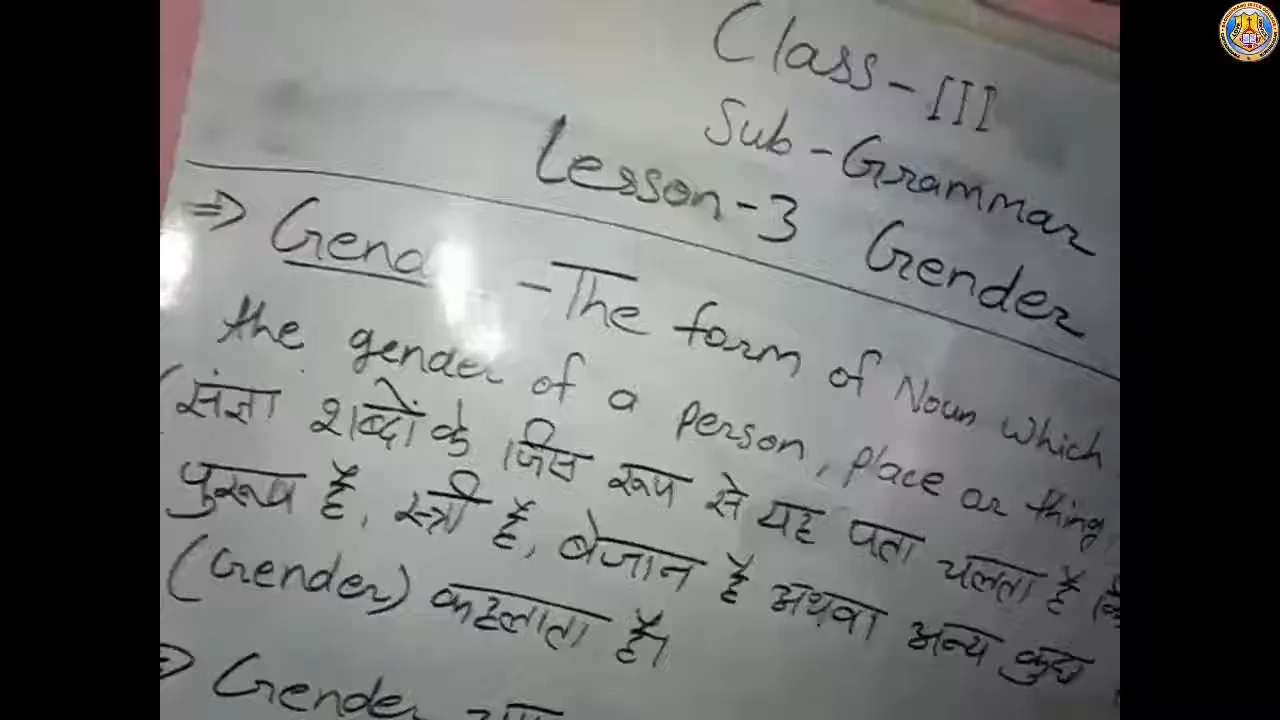 Class-III
Sub-Grammar
Lesson-3 Gender
⇒ Gend - The form of Noun which
the gender of a person, place or thing,
(संज्ञा शब्दों के जिस रूप से यह पता चलता है कि
पुरूष है, स्त्री है, बेजान है अथवा अन्य कुछ
(Gender) कहलाता है।
⇒ Gender